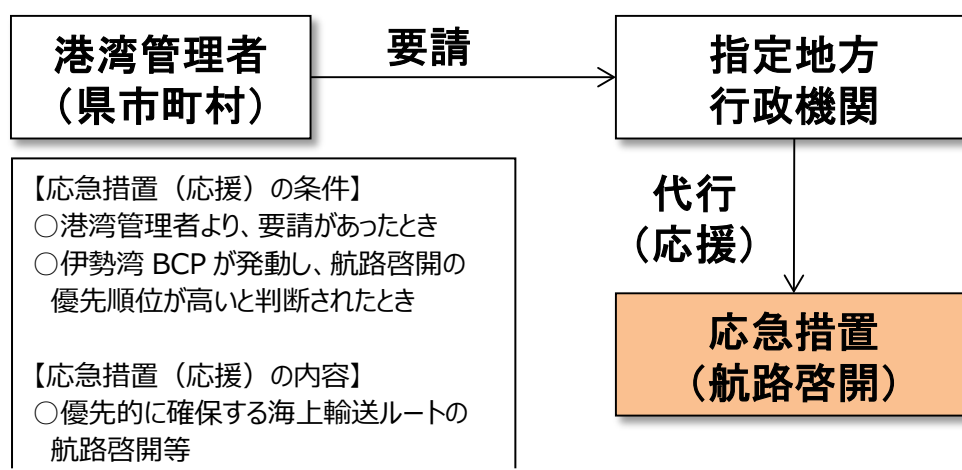 港湾管理者
（県市町村）
要請
指定地方
行政機関
【応急措置（応援）の条件】
○港湾管理者より、要請があったとき
○伊勢湾 BCP が発動し、航路啓開の
優先順位が高いと判断されたとき
【応急措置（応援）の内容】
○優先的に確保する海上輸送ルートの
航路啓開等
代行
（応援）
応急措置
（航路啓開）